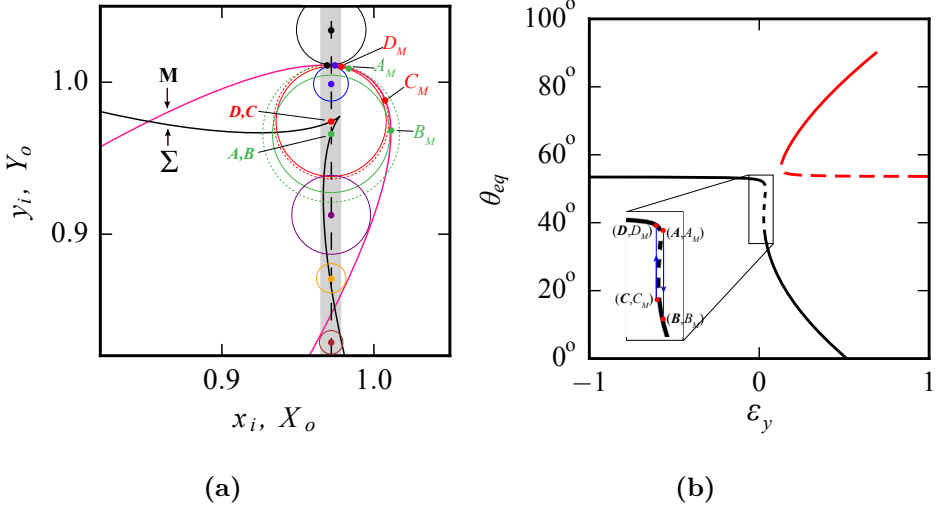 1.0
0.9
y_i, Y_o
0.9
1.0
x_i, X_o
M
Σ
D,C
A,B
D_M
A_M
C_M
B_M
(a)
100°
80°
60°
40°
20°
0°
θ_eq
−1
0
1
ε_y
(D,D_M)
(A,A_M)
(C,C_M)
(B,B_M)
(b)